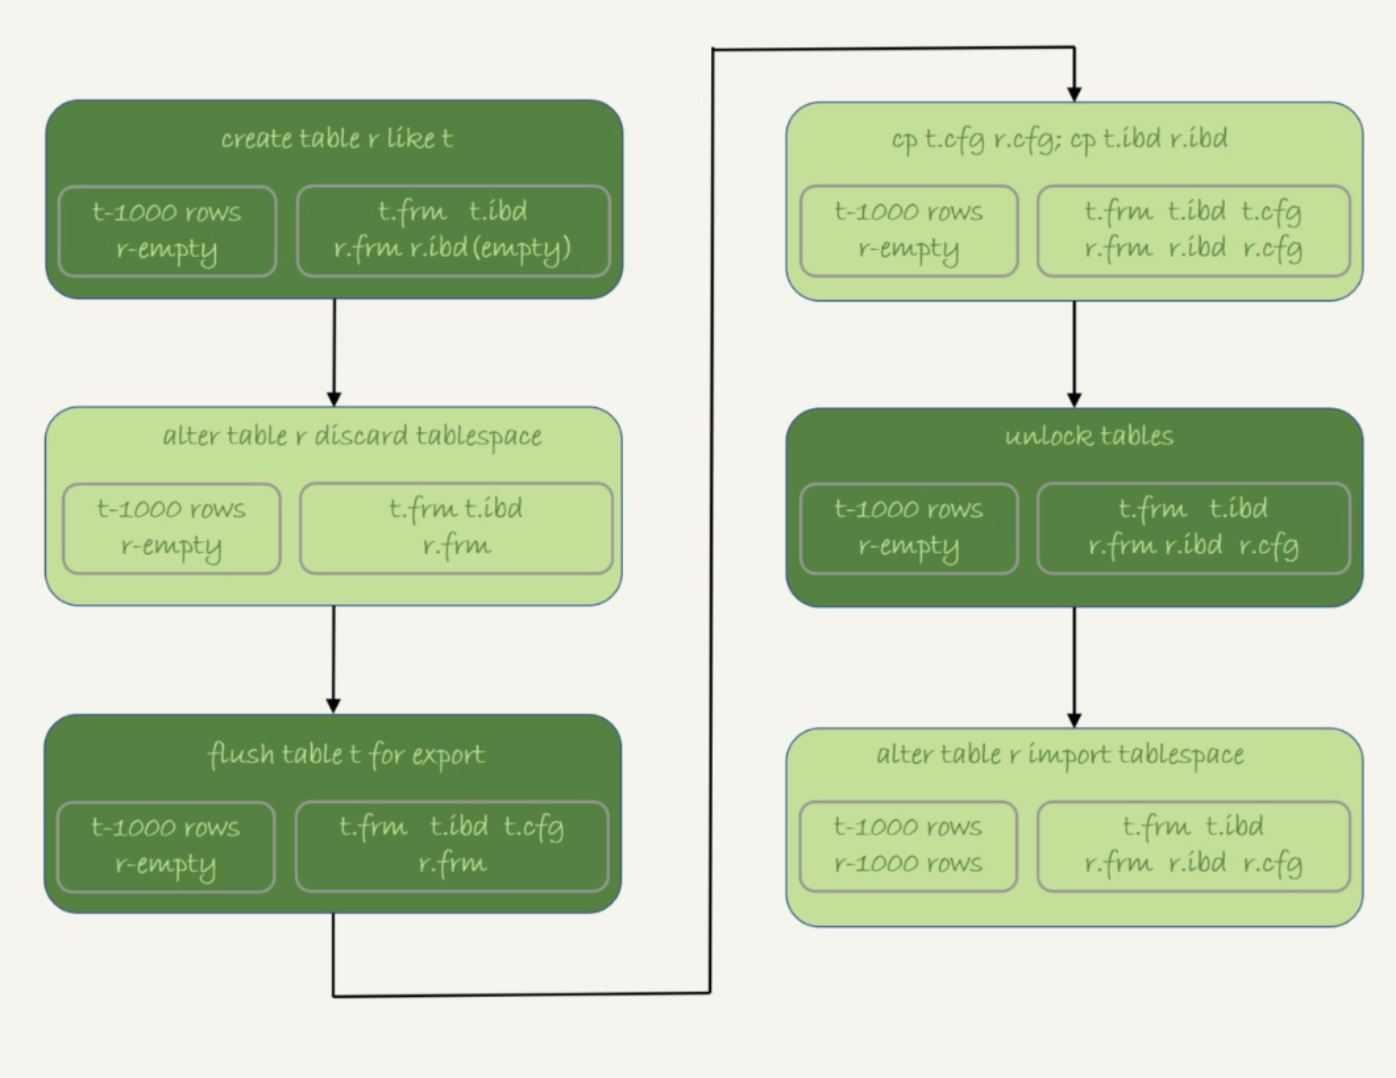 create table r like t
t-1000 rows
r-empty
t.frm t.ibd
r.frm r.ibd(empty)
alter table r discard tablespace
t-1000 rows
r-empty
t.frm t.ibd
r.frm
flush table t for export
t-1000 rows
r-empty
t.frm t.ibd t.cfg
r.frm
cp t.cfg r.cfg; cp t.ibd r.ibd
t-1000 rows
r-empty
t.frm t.ibd t.cfg
r.frm r.ibd r.cfg
unlock tables
t-1000 rows
r-empty
t.frm t.ibd
r.frm r.ibd r.cfg
alter table r import tablespace
t-1000 rows
r-1000 rows
t.frm t.ibd
r.frm r.ibd r.cfg